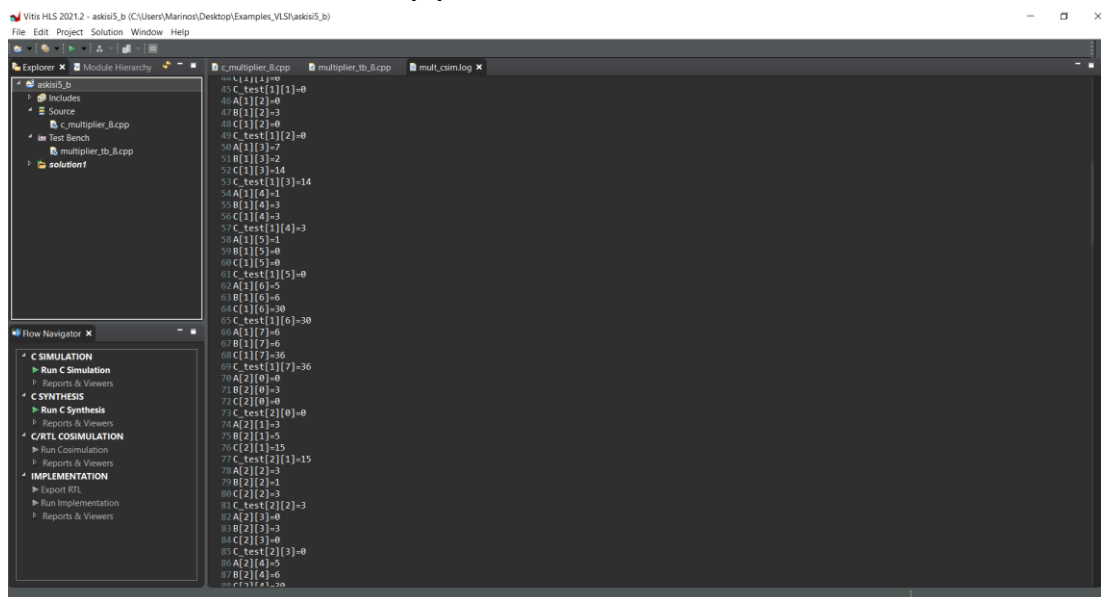 Vitis HLS 2021.2 - askisi5_b (C:\Users\Marinos\Desktop\Examples_VLSI\askisi5_b)
File Edit Project Solution Window Help
Explorer
Module Hierarchy
askisi5_b
Includes
Source
c_multiplier_8.cpp
Test Bench
multiplier_tb_8.cpp
solution1
Flow Navigator
C SIMULATION
Run C Simulation
Reports & Viewers
C SYNTHESIS
Run C Synthesis
Reports & Viewers
C/RTL COSIMULATION
Run Cosimulation
Reports & Viewers
IMPLEMENTATION
Export RTL
Run Implementation
Reports & Viewers
c_multiplier_8.cpp
multiplier_tb_8.cpp
mult_csim.log
44 C[1][1]=0
45 C_test[1][1]=0
46 A[1][2]=0
47 B[1][2]=3
48 C[1][2]=0
49 C_test[1][2]=0
50 A[1][3]=7
51 B[1][3]=2
52 C[1][3]=14
53 C_test[1][3]=14
54 A[1][4]=1
55 B[1][4]=3
56 C[1][4]=3
57 C_test[1][4]=3
58 A[1][5]=1
59 B[1][5]=0
60 C[1][5]=0
61 C_test[1][5]=0
62 A[1][6]=5
63 B[1][6]=6
64 C[1][6]=30
65 C_test[1][6]=30
66 A[1][7]=6
67 B[1][7]=6
68 C[1][7]=36
69 C_test[1][7]=36
70 A[2][0]=0
71 B[2][0]=3
72 C[2][0]=0
73 C_test[2][0]=0
74 A[2][1]=3
75 B[2][1]=5
76 C[2][1]=15
77 C_test[2][1]=15
78 A[2][2]=3
79 B[2][2]=1
80 C[2][2]=3
81 C_test[2][2]=3
82 A[2][3]=0
83 B[2][3]=3
84 C[2][3]=0
85 C_test[2][3]=0
86 A[2][4]=5
87 B[2][4]=6
88 C[2][4]=30